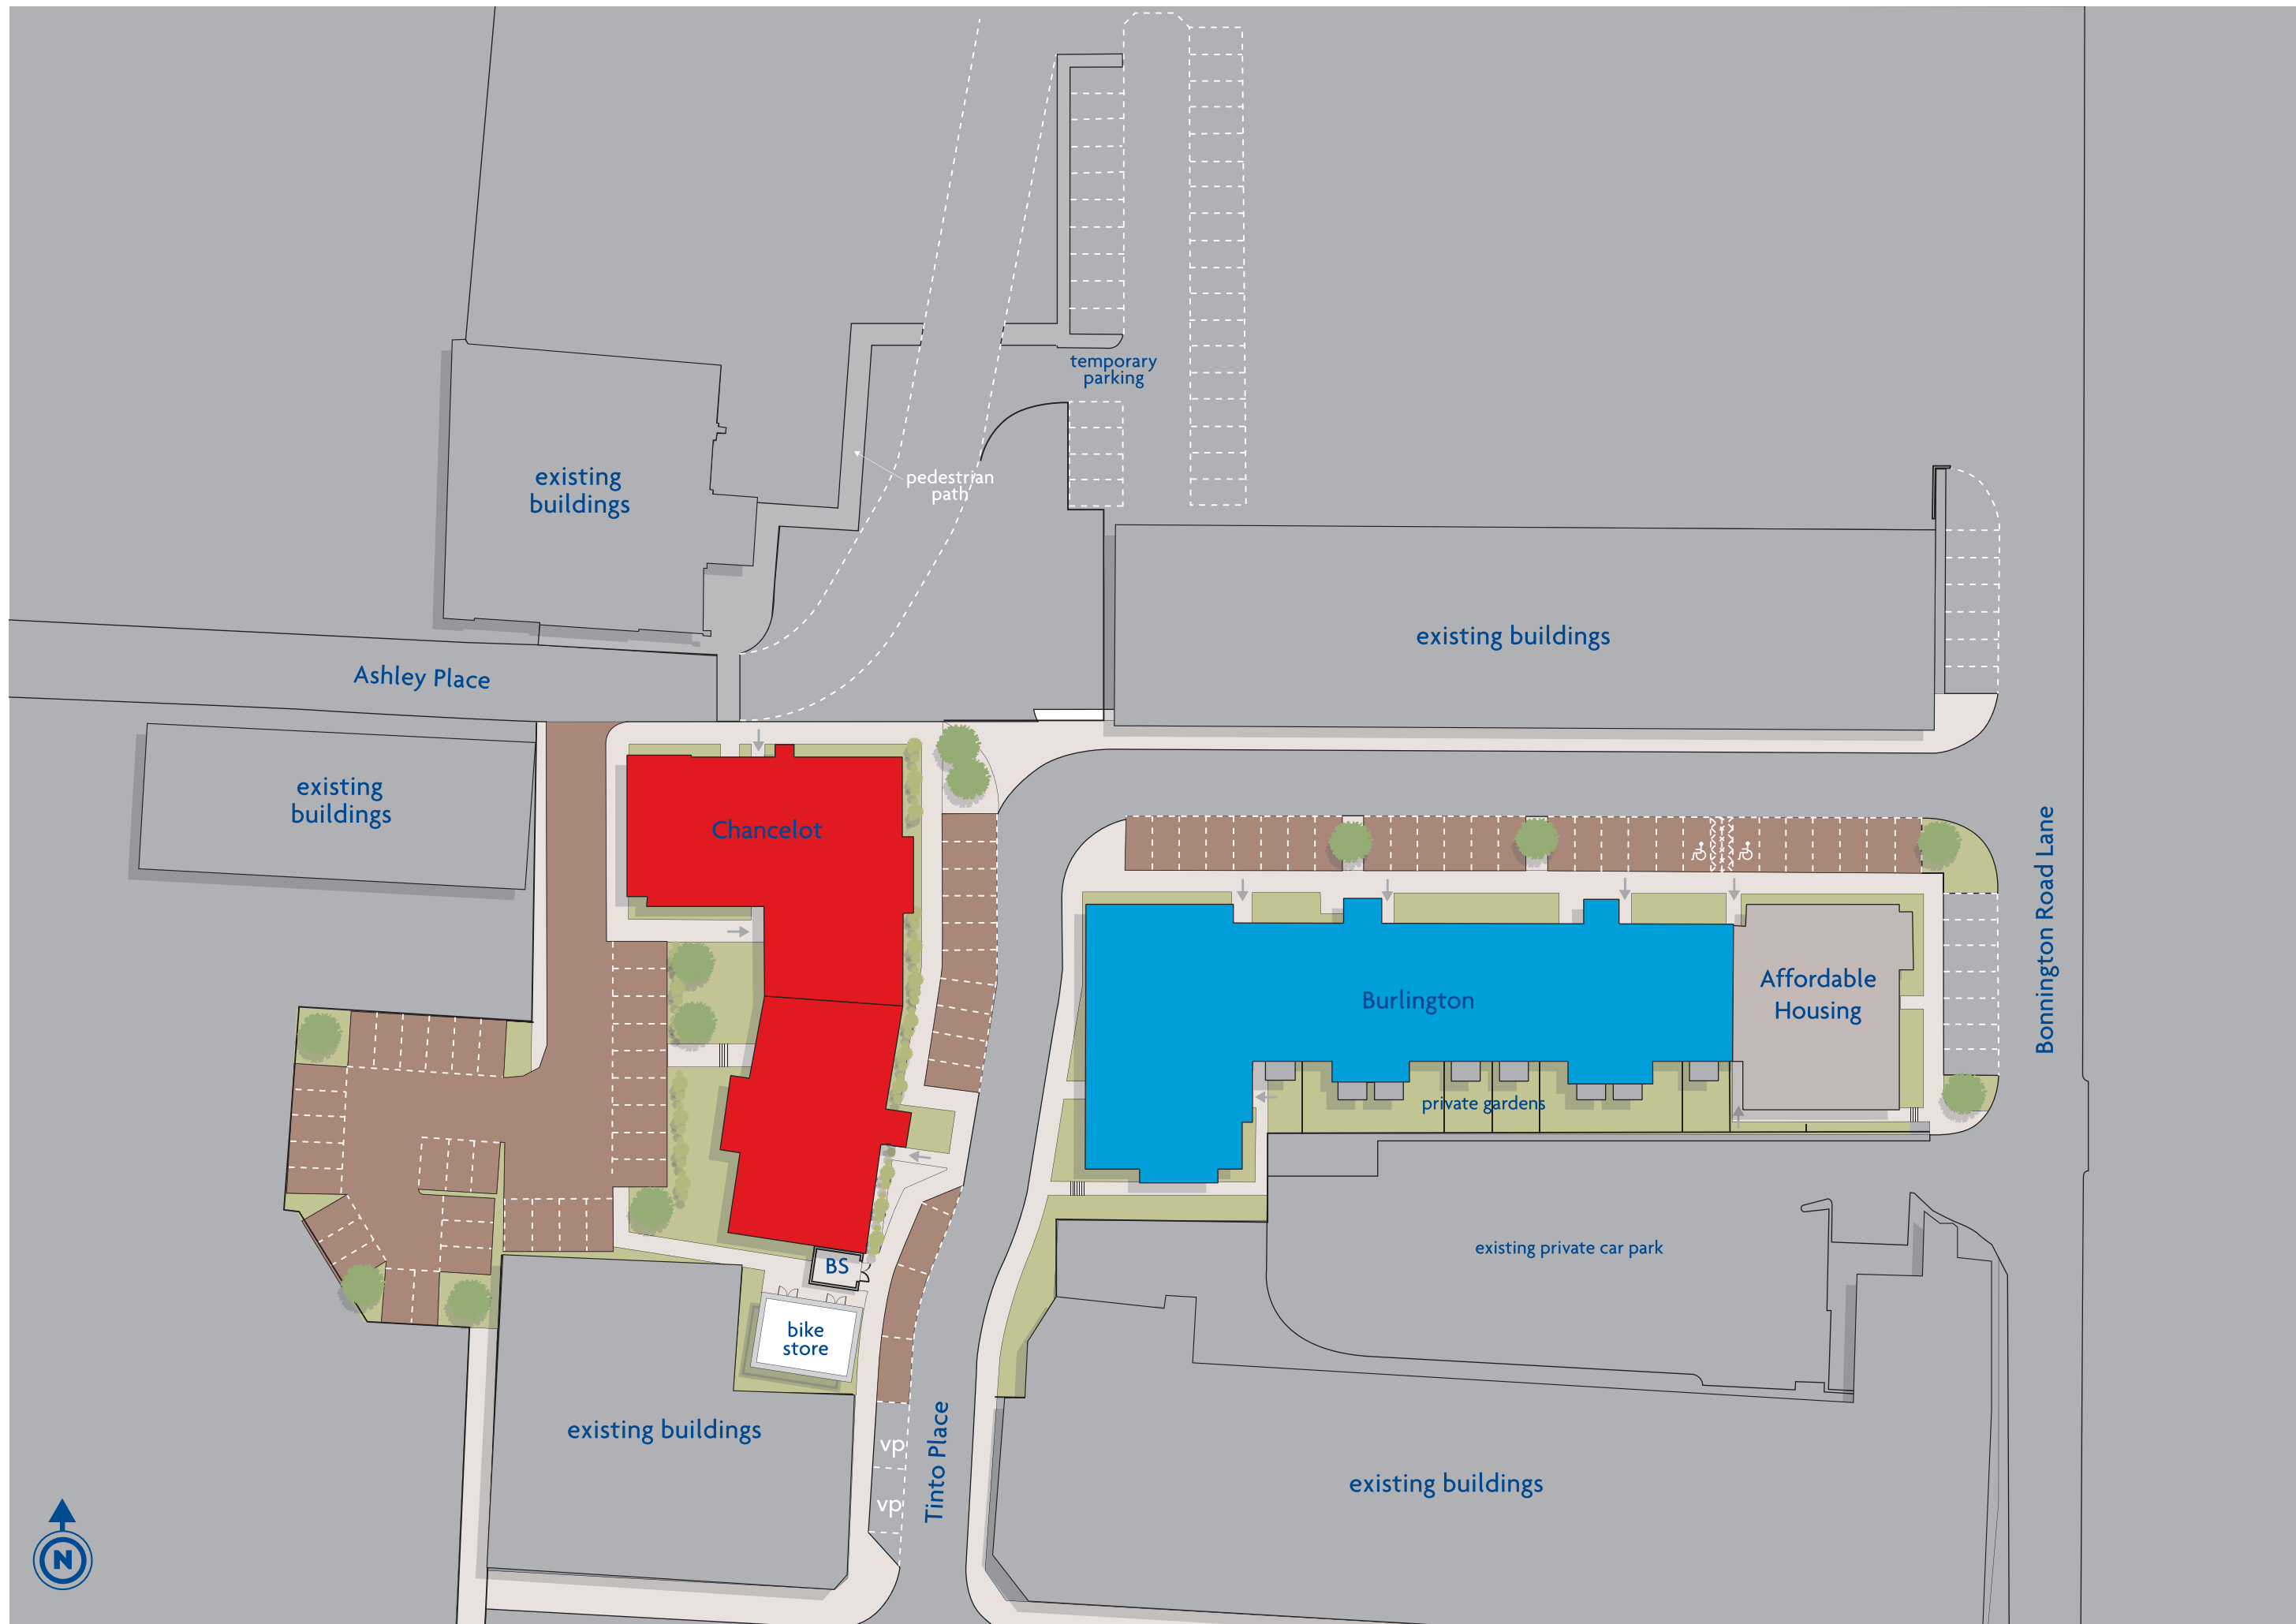 temporary
parking
existing
buildings
pedestrian
path
existing buildings
Ashley Place
existing
buildings
Chancelot
Bonnington Road Lane
Affordable
Housing
Burlington
private gardens
existing private car park
BS
bike
store
existing buildings
vp
vp
Tinto Place
existing buildings
N